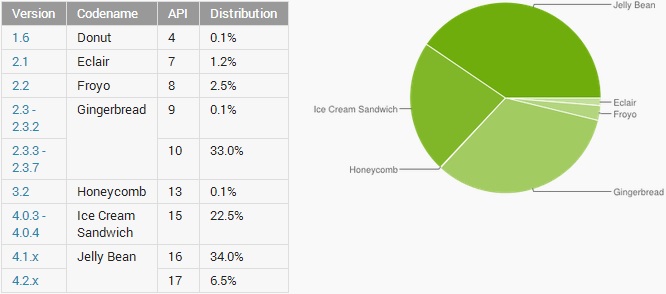 Version Codename API Distribution
1.6 Donut 4 0.1%
2.1 Eclair 7 1.2%
2.2 Froyo 8 2.5%
2.3 - Gingerbread 9 0.1%
2.3.2
2.3.3 - 10 33.0%
2.3.7
3.2 Honeycomb 13 0.1%
4.0.3 - Ice Cream 15 22.5%
4.0.4 Sandwich
4.1.x Jelly Bean 16 34.0%
4.2.x 17 6.5%
Jelly Bean
Eclair
Ice Cream Sandwich
Froyo
Honeycomb
Gingerbread